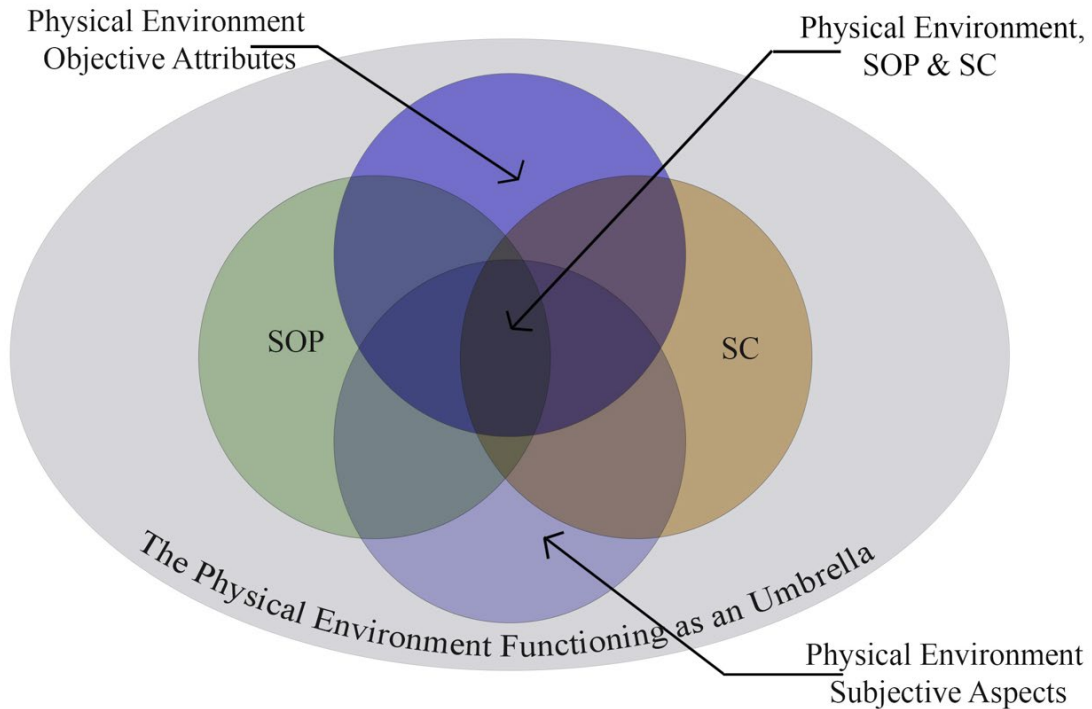 Physical Environment
Objective Attributes
Physical Environment,
SOP & SC
SOP
SC
The Physical Environment Functioning as an Umbrella
Physical Environment
Subjective Aspects